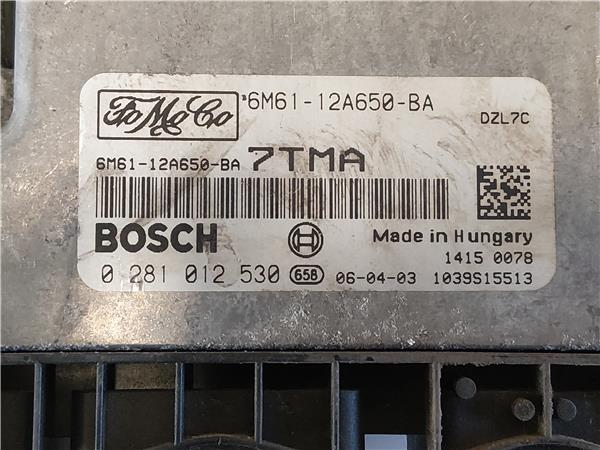 FoMoCo 6M61-12A650-BA
DZL7C
6M61-12A650-BA 7TMA
BOSCH
Made in Hungary
1415 0078
0 281 012 530 658 06-04-03 1039S15513